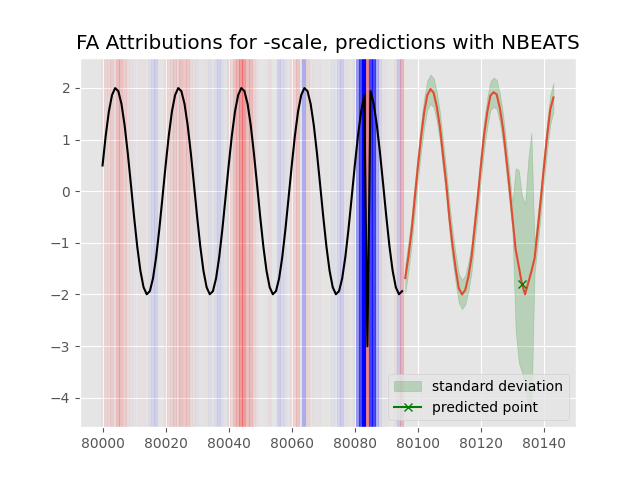 FA Attributions for -scale, predictions with NBEATS
2
1
0
−1
−2
−3
−4
standard deviation
predicted point
80000 80020 80040 80060 80080 80100 80120 80140